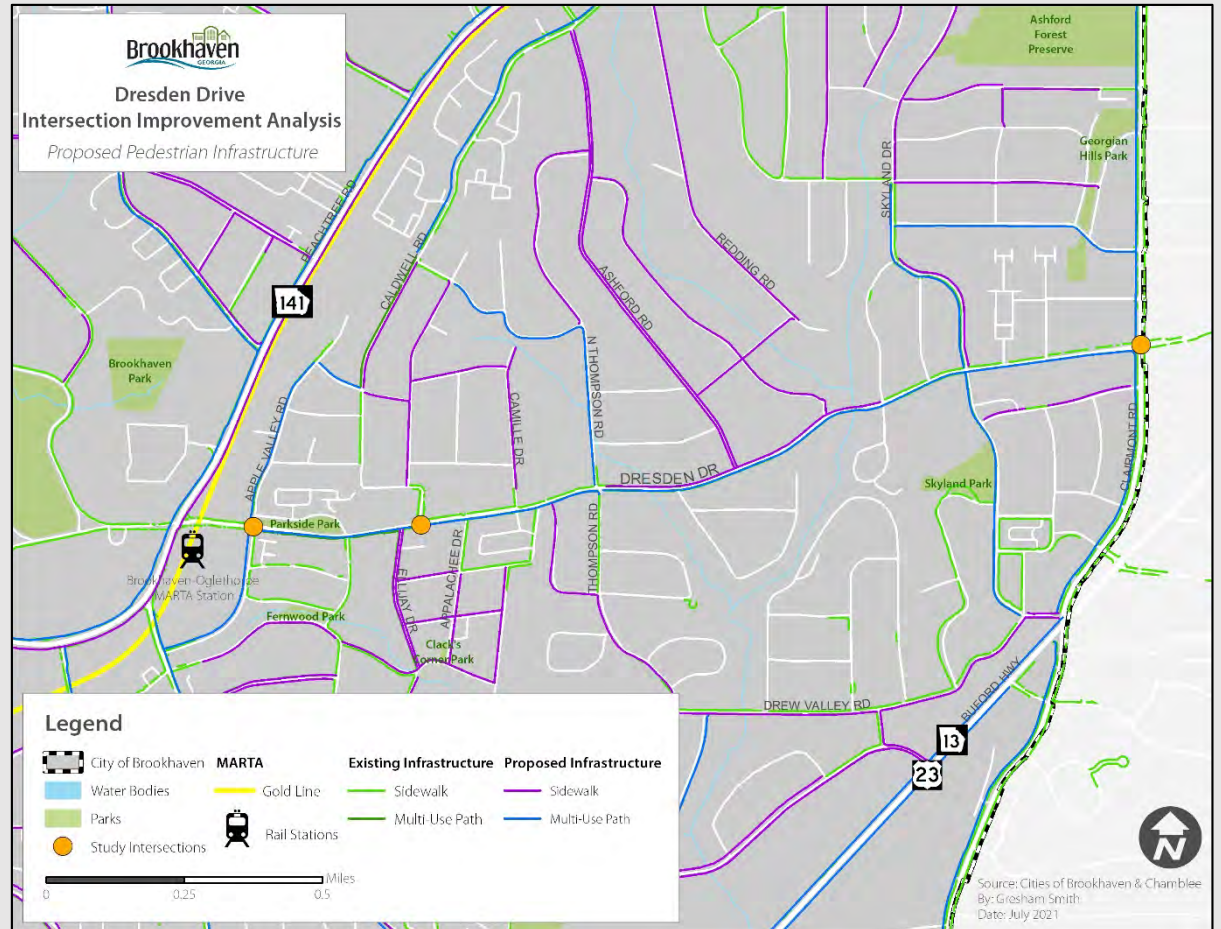 Brookhaven
GEORGIA
Dresden Drive
Intersection Improvement Analysis
Proposed Pedestrian Infrastructure
Ashford
Forest
Preserve
Georgian
Hills Park
SKYLAND DR
PEACHTREE RD
CALDWELL RD
REDDING RD
ASHFORD RD
141
Brookhaven
Park
N THOMPSON RD
CAMILLE DR
APPLE VALLEY RD
CLAIRMONT RD
DRESDEN DR
Skyland Park
Parkside Park
THOMPSON RD
APPALACHEE DR
ELLIJAY DR
Brookhaven-Oglethorpe
MARTA Station
Fernwood Park
Clack's
Corner Park
DREW VALLEY RD
BUFORD HWY
13
23
Legend
City of Brookhaven
Water Bodies
Parks
Study Intersections
MARTA
Gold Line
Rail Stations
Existing Infrastructure
Sidewalk
Multi-Use Path
Proposed Infrastructure
Sidewalk
Multi-Use Path
Miles
0 0.25 0.5
N
Source: Cities of Brookhaven & Chamblee
By: Gresham Smith
Date: July 2021